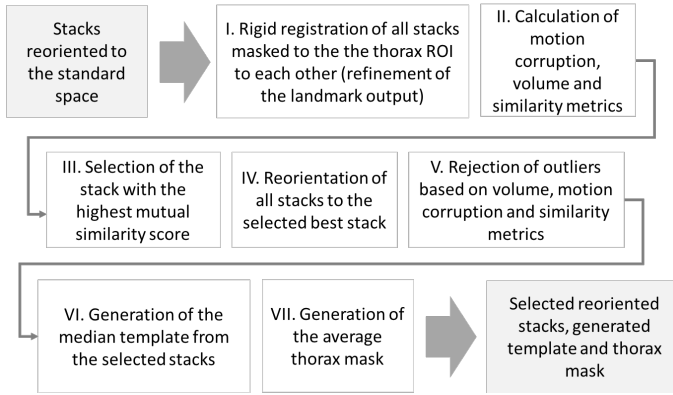 Stacks
reoriented to
the standard
space
I. Rigid registration of all stacks
masked to the the thorax ROI
to each other (refinement of
the landmark output)
II. Calculation of
motion
corruption,
volume and
similarity metrics
III. Selection of the
stack with the
highest mutual
similarity score
IV. Reorientation of
all stacks to the
selected best stack
V. Rejection of outliers
based on volume, motion
corruption and similarity
metrics
VI. Generation of the
median template from
the selected stacks
VII. Generation of
the average
thorax mask
Selected reoriented
stacks, generated
template and thorax
mask